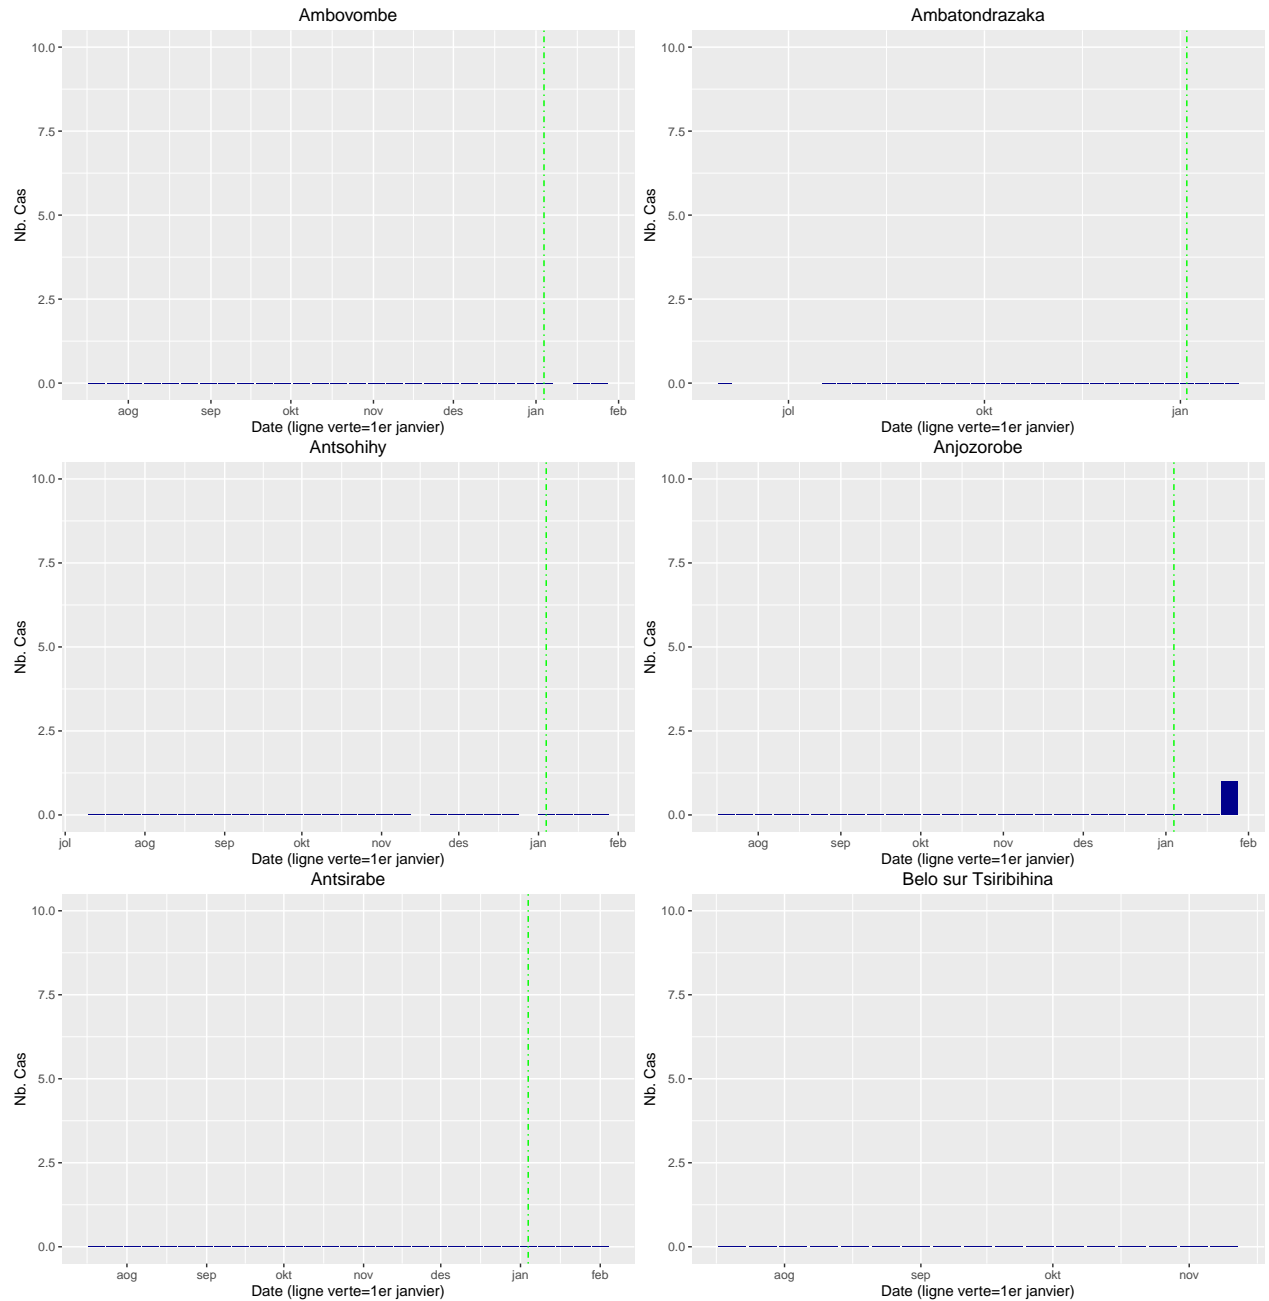 Ambovombe
10.0
7.5
5.0
2.5
0.0
Nb. Cas
aog sep okt nov des jan feb
Date (ligne verte=1er janvier)
Ambatondrazaka
10.0
7.5
5.0
2.5
0.0
Nb. Cas
jol okt jan
Date (ligne verte=1er janvier)
Antsohihy
10.0
7.5
5.0
2.5
0.0
Nb. Cas
jol aog sep okt nov des jan feb
Date (ligne verte=1er janvier)
Anjozorobe
10.0
7.5
5.0
2.5
0.0
Nb. Cas
aog sep okt nov des jan feb
Date (ligne verte=1er janvier)
Antsirabe
10.0
7.5
5.0
2.5
0.0
Nb. Cas
aog sep okt nov des jan feb
Date (ligne verte=1er janvier)
Belo sur Tsiribihina
10.0
7.5
5.0
2.5
0.0
Nb. Cas
aog sep okt nov
Date (ligne verte=1er janvier)